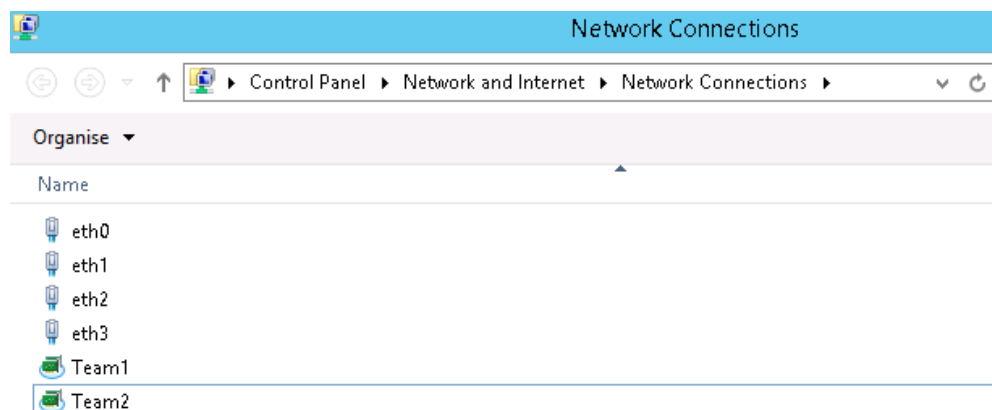 Network Connections
Control Panel Network and Internet Network Connections
Organise
Name
eth0
eth1
eth2
eth3
Team1
Team2